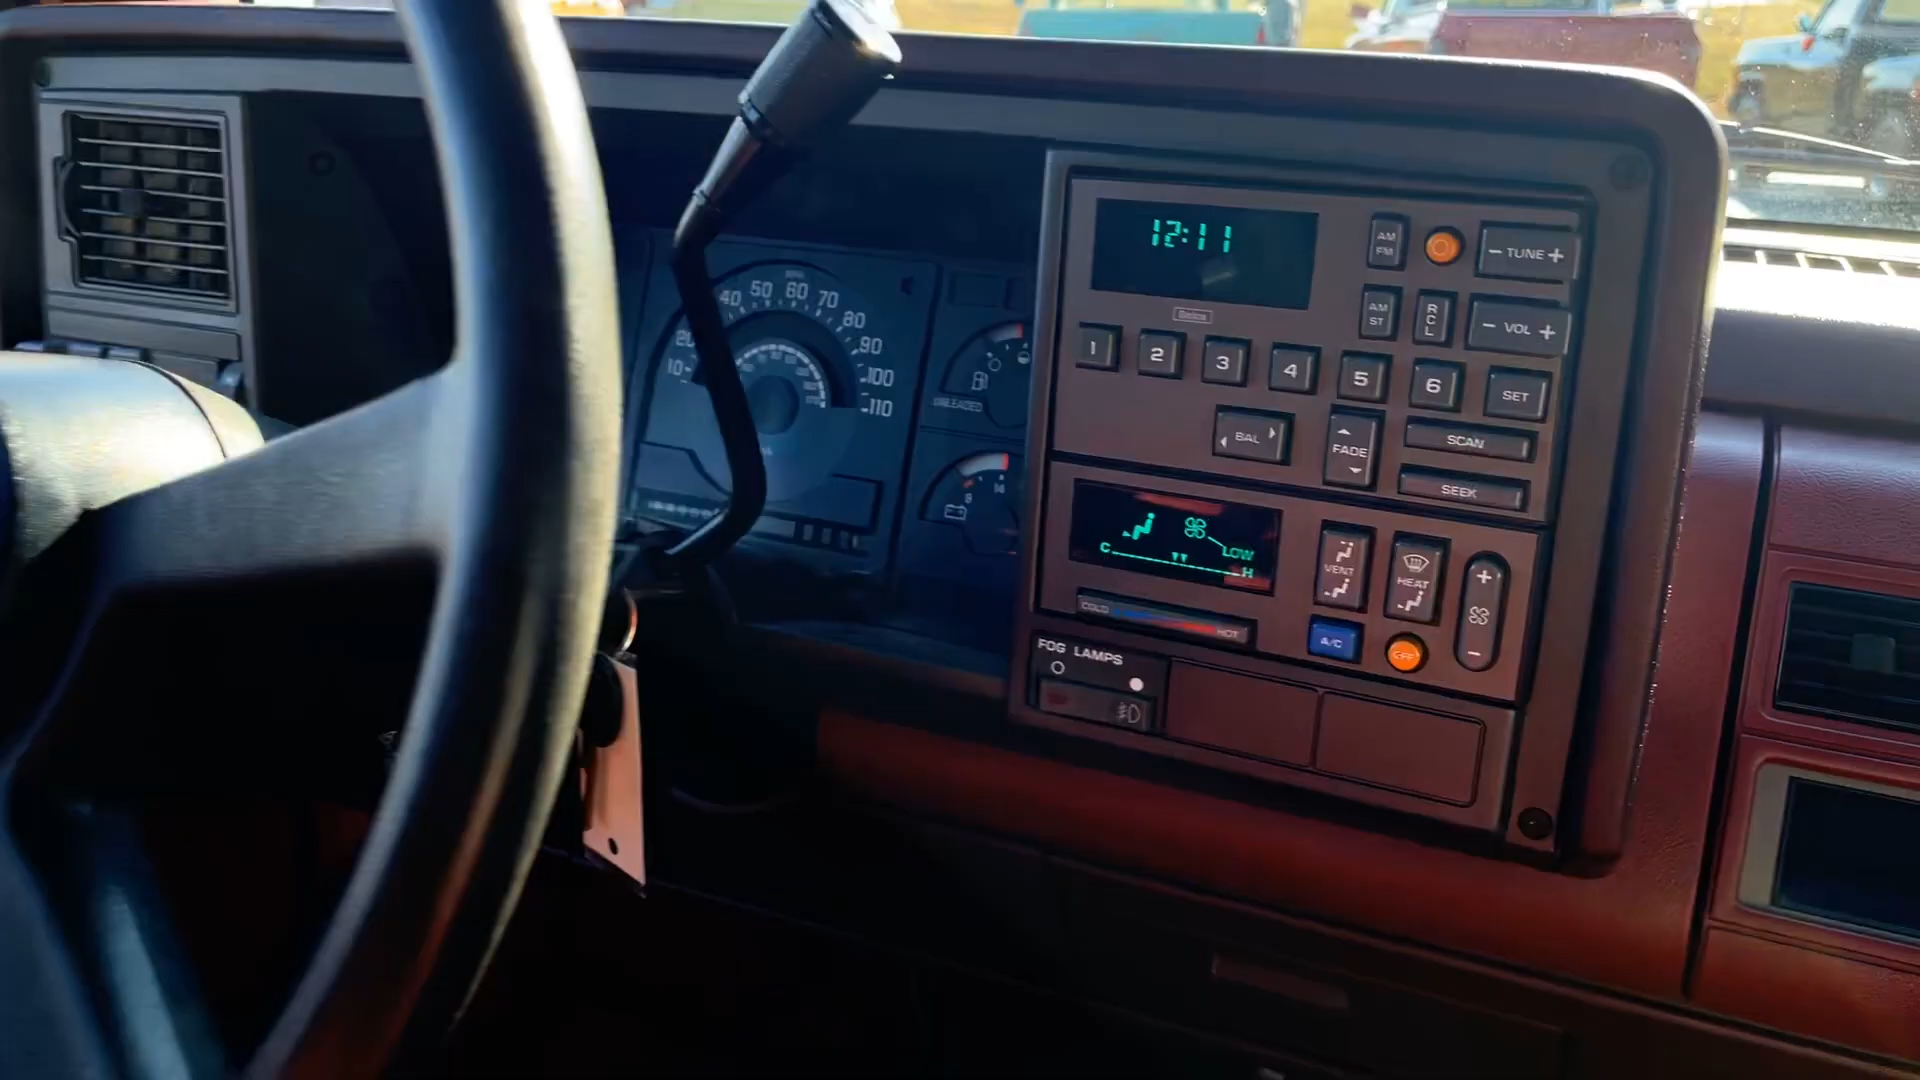 12:11
AM
FM
- TUNE +
AM
ST
RCL
- VOL +
1 2 3 4 5 6 SET
BAL
FADE
SCAN
SEEK
LOW
C H
VENT
HEAT
+
-
COLD HOT
A/C
OFF
FOG LAMPS
10 20 40 50 60 70 80 90 100 110
UNLEADED
8 14